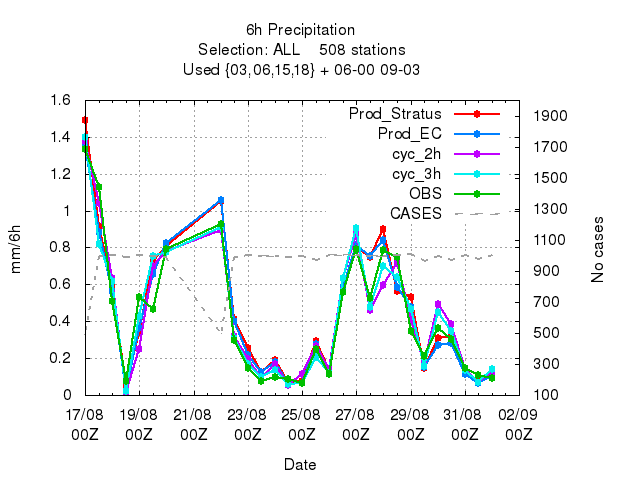 6h Precipitation
Selection: ALL    508 stations
Used {03,06,15,18} + 06-00 09-03
1.6
1.4
1.2
1
0.8
0.6
0.4
0.2
0
mm/6h
Prod_Stratus
Prod_EC
cyc_2h
cyc_3h
OBS
CASES
1900
1700
1500
1300
1100
900
700
500
300
100
No cases
17/08 19/08 21/08 23/08 25/08 27/08 29/08 31/08 02/09
00Z 00Z 00Z 00Z 00Z 00Z 00Z 00Z 00Z
Date